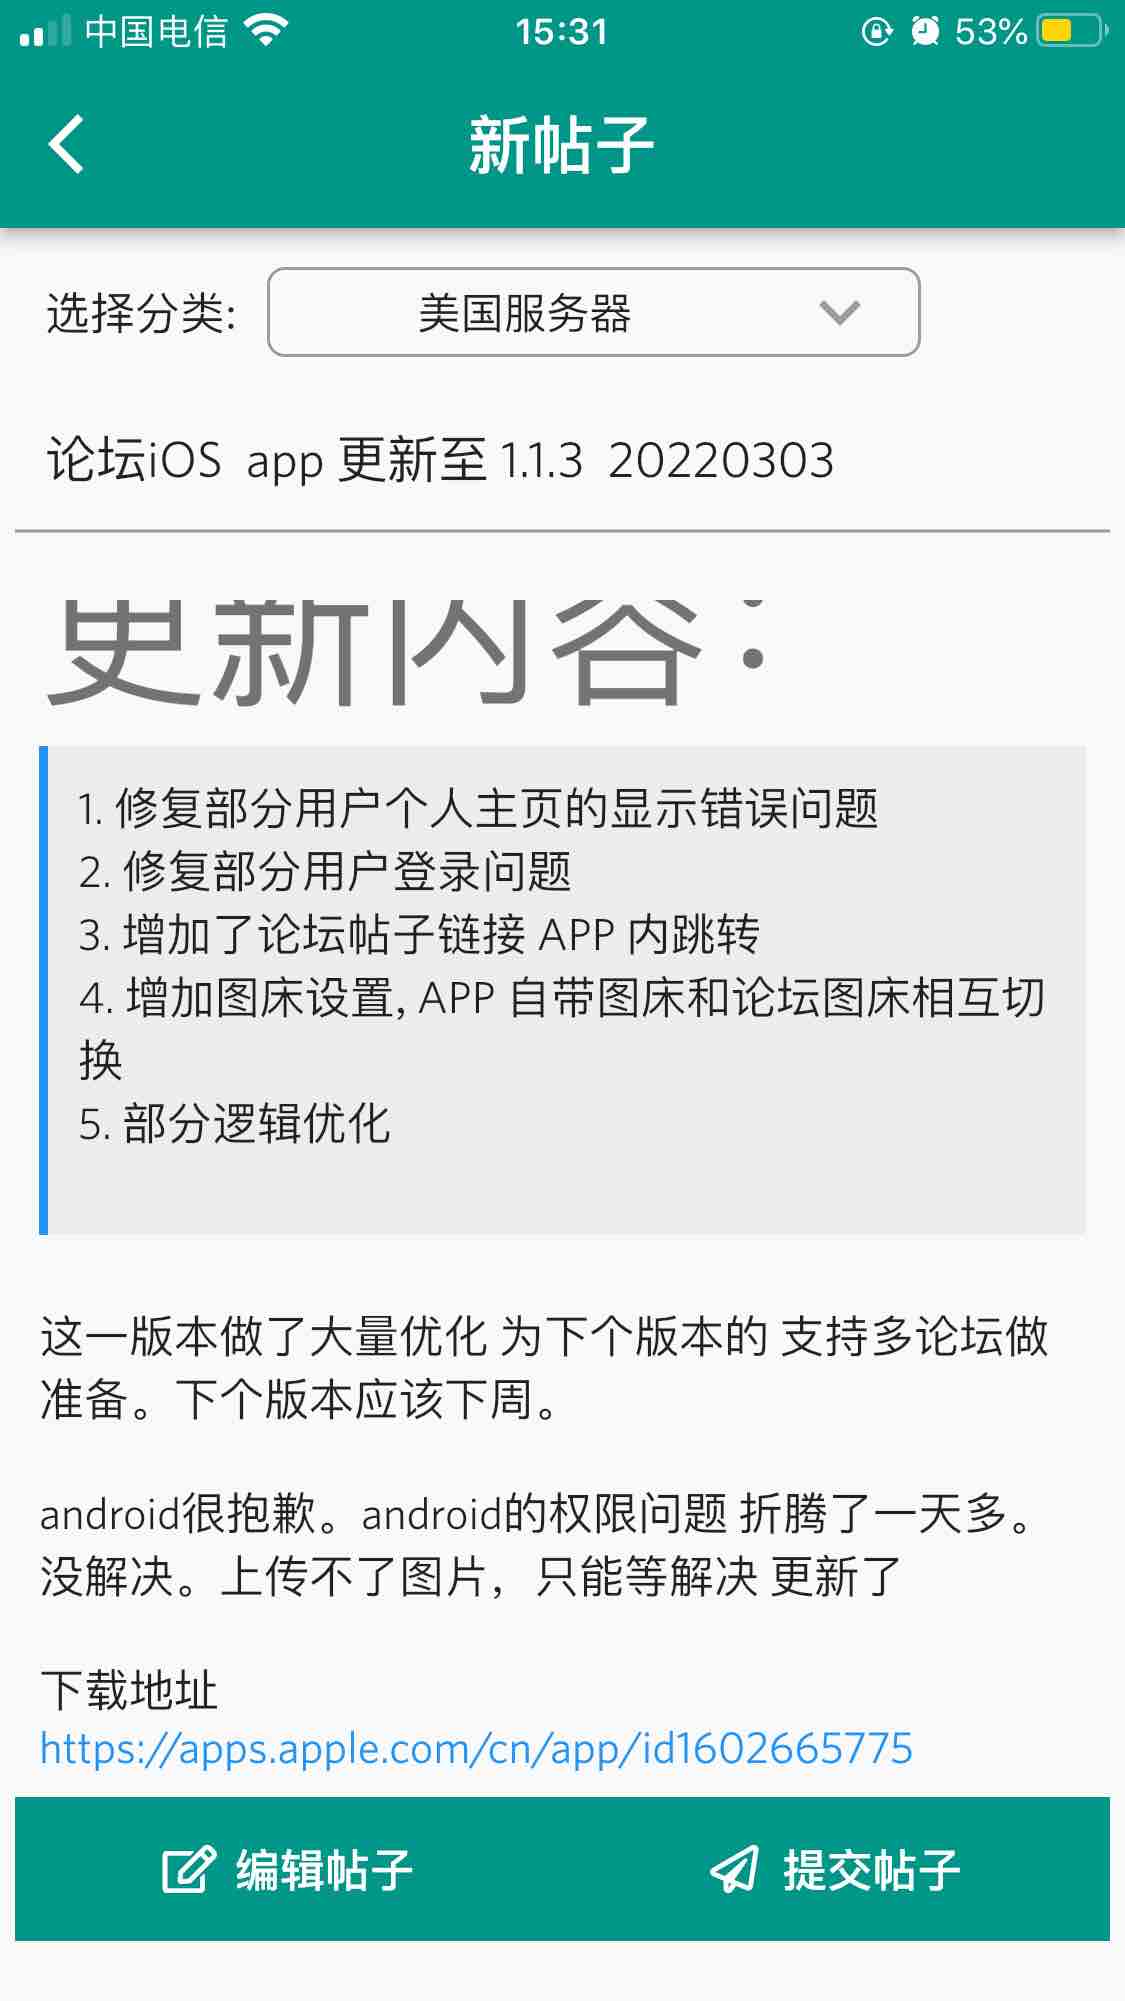 中国电信 15:31 53%
新帖子
选择分类: 美国服务器
论坛iOS app 更新至 1.1.3 20220303
更新内容：
1. 修复部分用户个人主页的显示错误问题
2. 修复部分用户登录问题
3. 增加了论坛帖子链接 APP 内跳转
4. 增加图床设置, APP 自带图床和论坛图床相互切
换
5. 部分逻辑优化
这一版本做了大量优化 为下个版本的 支持多论坛做
准备。下个版本应该下周。
android很抱歉。android的权限问题 折腾了一天多。
没解决。上传不了图片，只能等解决 更新了
下载地址
https://apps.apple.com/cn/app/id1602665775
编辑帖子 提交帖子